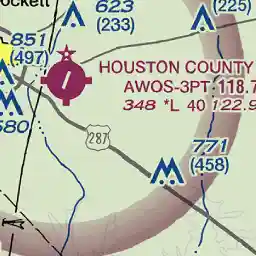 ockett
623
(233)
(225)
851
(497)
HOUSTON COUNTY
AWOS-3PT 118.7
348 *L 40 122.9
580
287
771
(458)